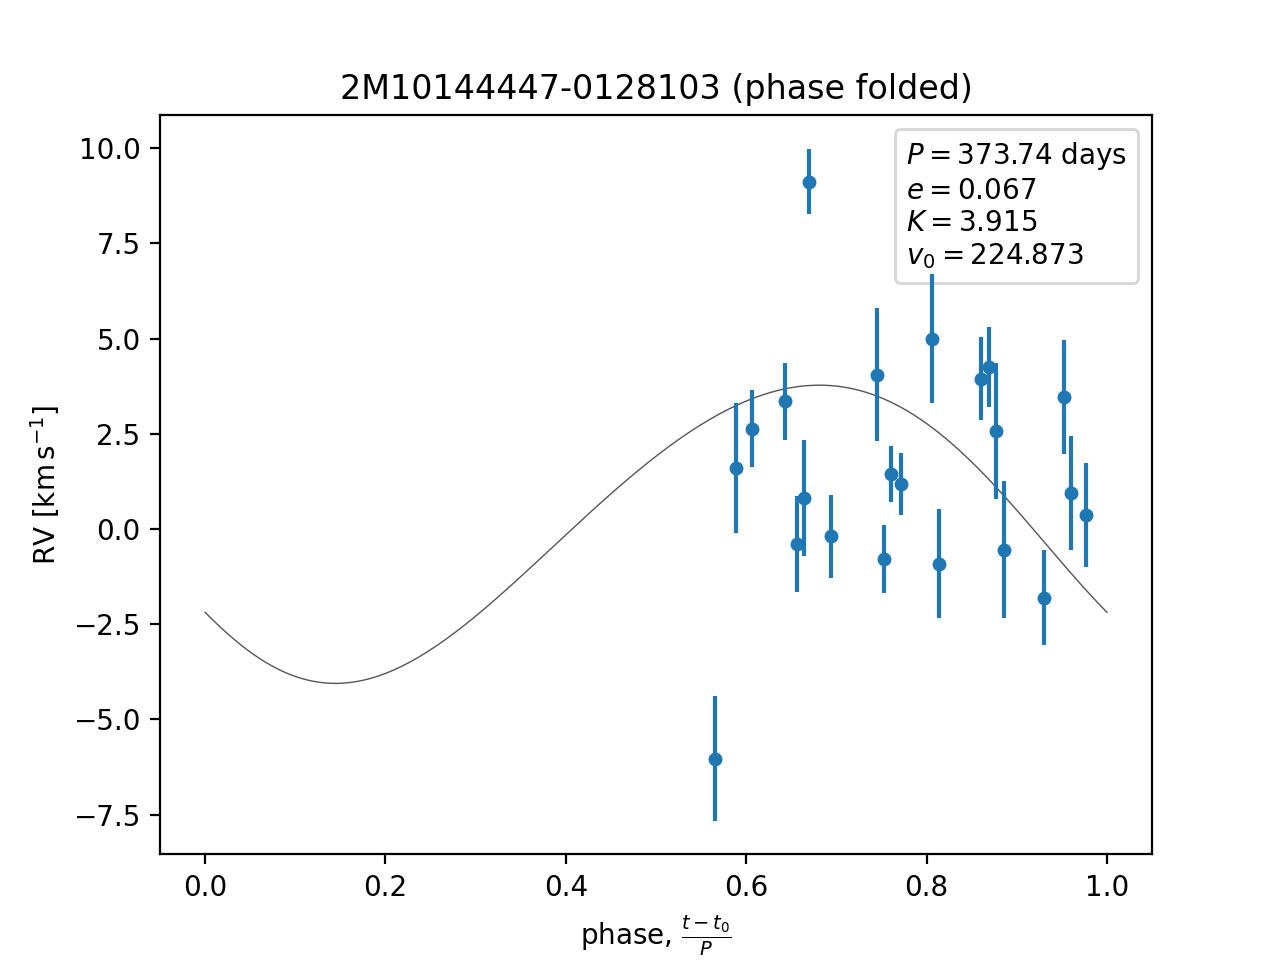 2M10144447-0128103 (phase folded)
P = 373.74 days
e = 0.067
K = 3.915
v₀ = 224.873
RV [km s⁻¹]
10.0
7.5
5.0
2.5
0.0
−2.5
−5.0
−7.5
0.0 0.2 0.4 0.6 0.8 1.0
phase, (t − t₀)/P